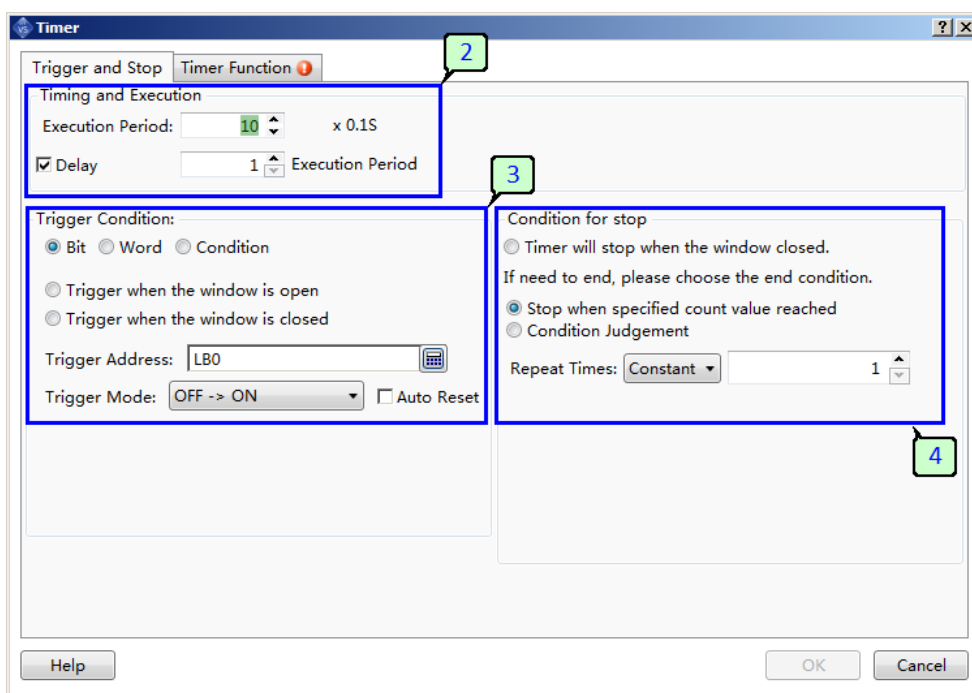 Timer
Trigger and Stop Timer Function
2
Timing and Execution
Execution Period: 10 x 0.1S
Delay 1 Execution Period
3
Trigger Condition:
Bit Word Condition
Trigger when the window is open
Trigger when the window is closed
Trigger Address: LB0
Trigger Mode: OFF -> ON Auto Reset
Condition for stop
Timer will stop when the window closed.
If need to end, please choose the end condition.
Stop when specified count value reached
Condition Judgement
Repeat Times: Constant 1
4
Help OK Cancel